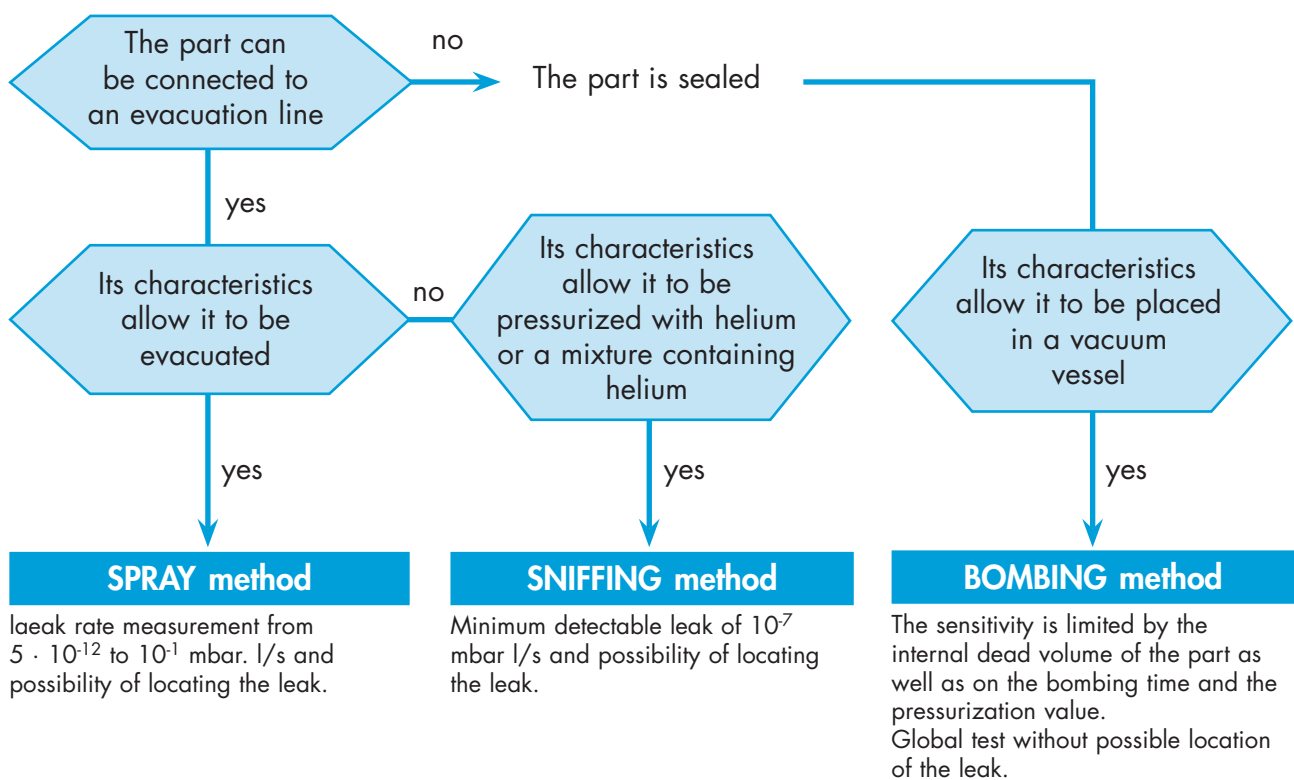 The part can
be connected to
an evacuation line
no
The part is sealed
yes
Its characteristics
allow it to be
evacuated
no
Its characteristics
allow it to be
pressurized with helium
or a mixture containing
helium
Its characteristics
allow it to be placed
in a vacuum
vessel
yes
yes
yes
SPRAY method
laeak rate measurement from
5 · 10⁻¹² to 10⁻¹ mbar. l/s and
possibility of locating the leak.
SNIFFING method
Minimum detectable leak of 10⁻⁷
mbar l/s and possibility of locating
the leak.
BOMBING method
The sensitivity is limited by the
internal dead volume of the part as
well as on the bombing time and the
pressurization value.
Global test without possible location
of the leak.